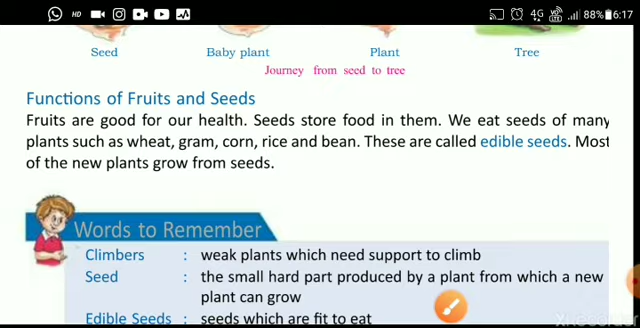 HD 4G VO LTE 88% 6:17
Seed Baby plant Plant Tree
Journey from seed to tree
Functions of Fruits and Seeds
Fruits are good for our health. Seeds store food in them. We eat seeds of many
plants such as wheat, gram, corn, rice and bean. These are called edible seeds. Most
of the new plants grow from seeds.
Words to Remember
Climbers : weak plants which need support to climb
Seed : the small hard part produced by a plant from which a new
plant can grow
Edible Seeds : seeds which are fit to eat
XRecorder